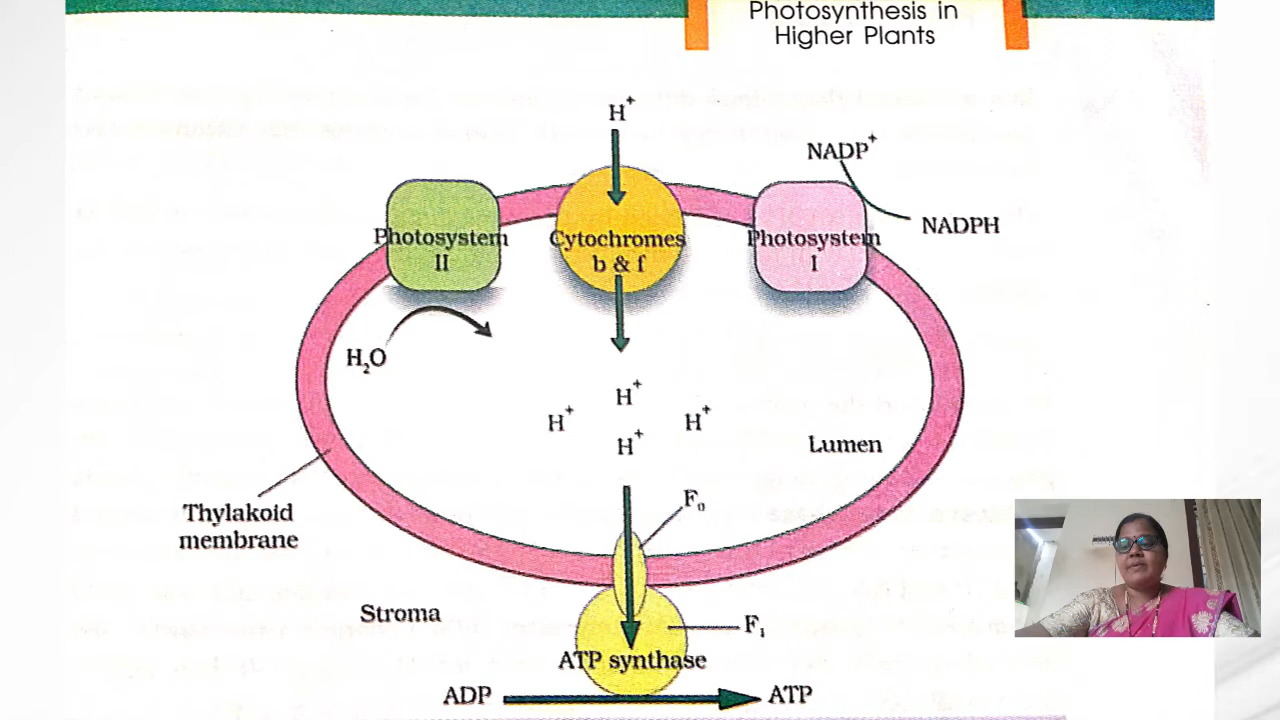 Photosynthesis in
Higher Plants
H⁺
NADP⁺
NADPH
Photosystem
II
Cytochromes
b & f
Photosystem
I
H₂O
H⁺
H⁺
H⁺
H⁺
Lumen
F₀
Thylakoid
membrane
Stroma
F₁
ATP synthase
ADP
ATP